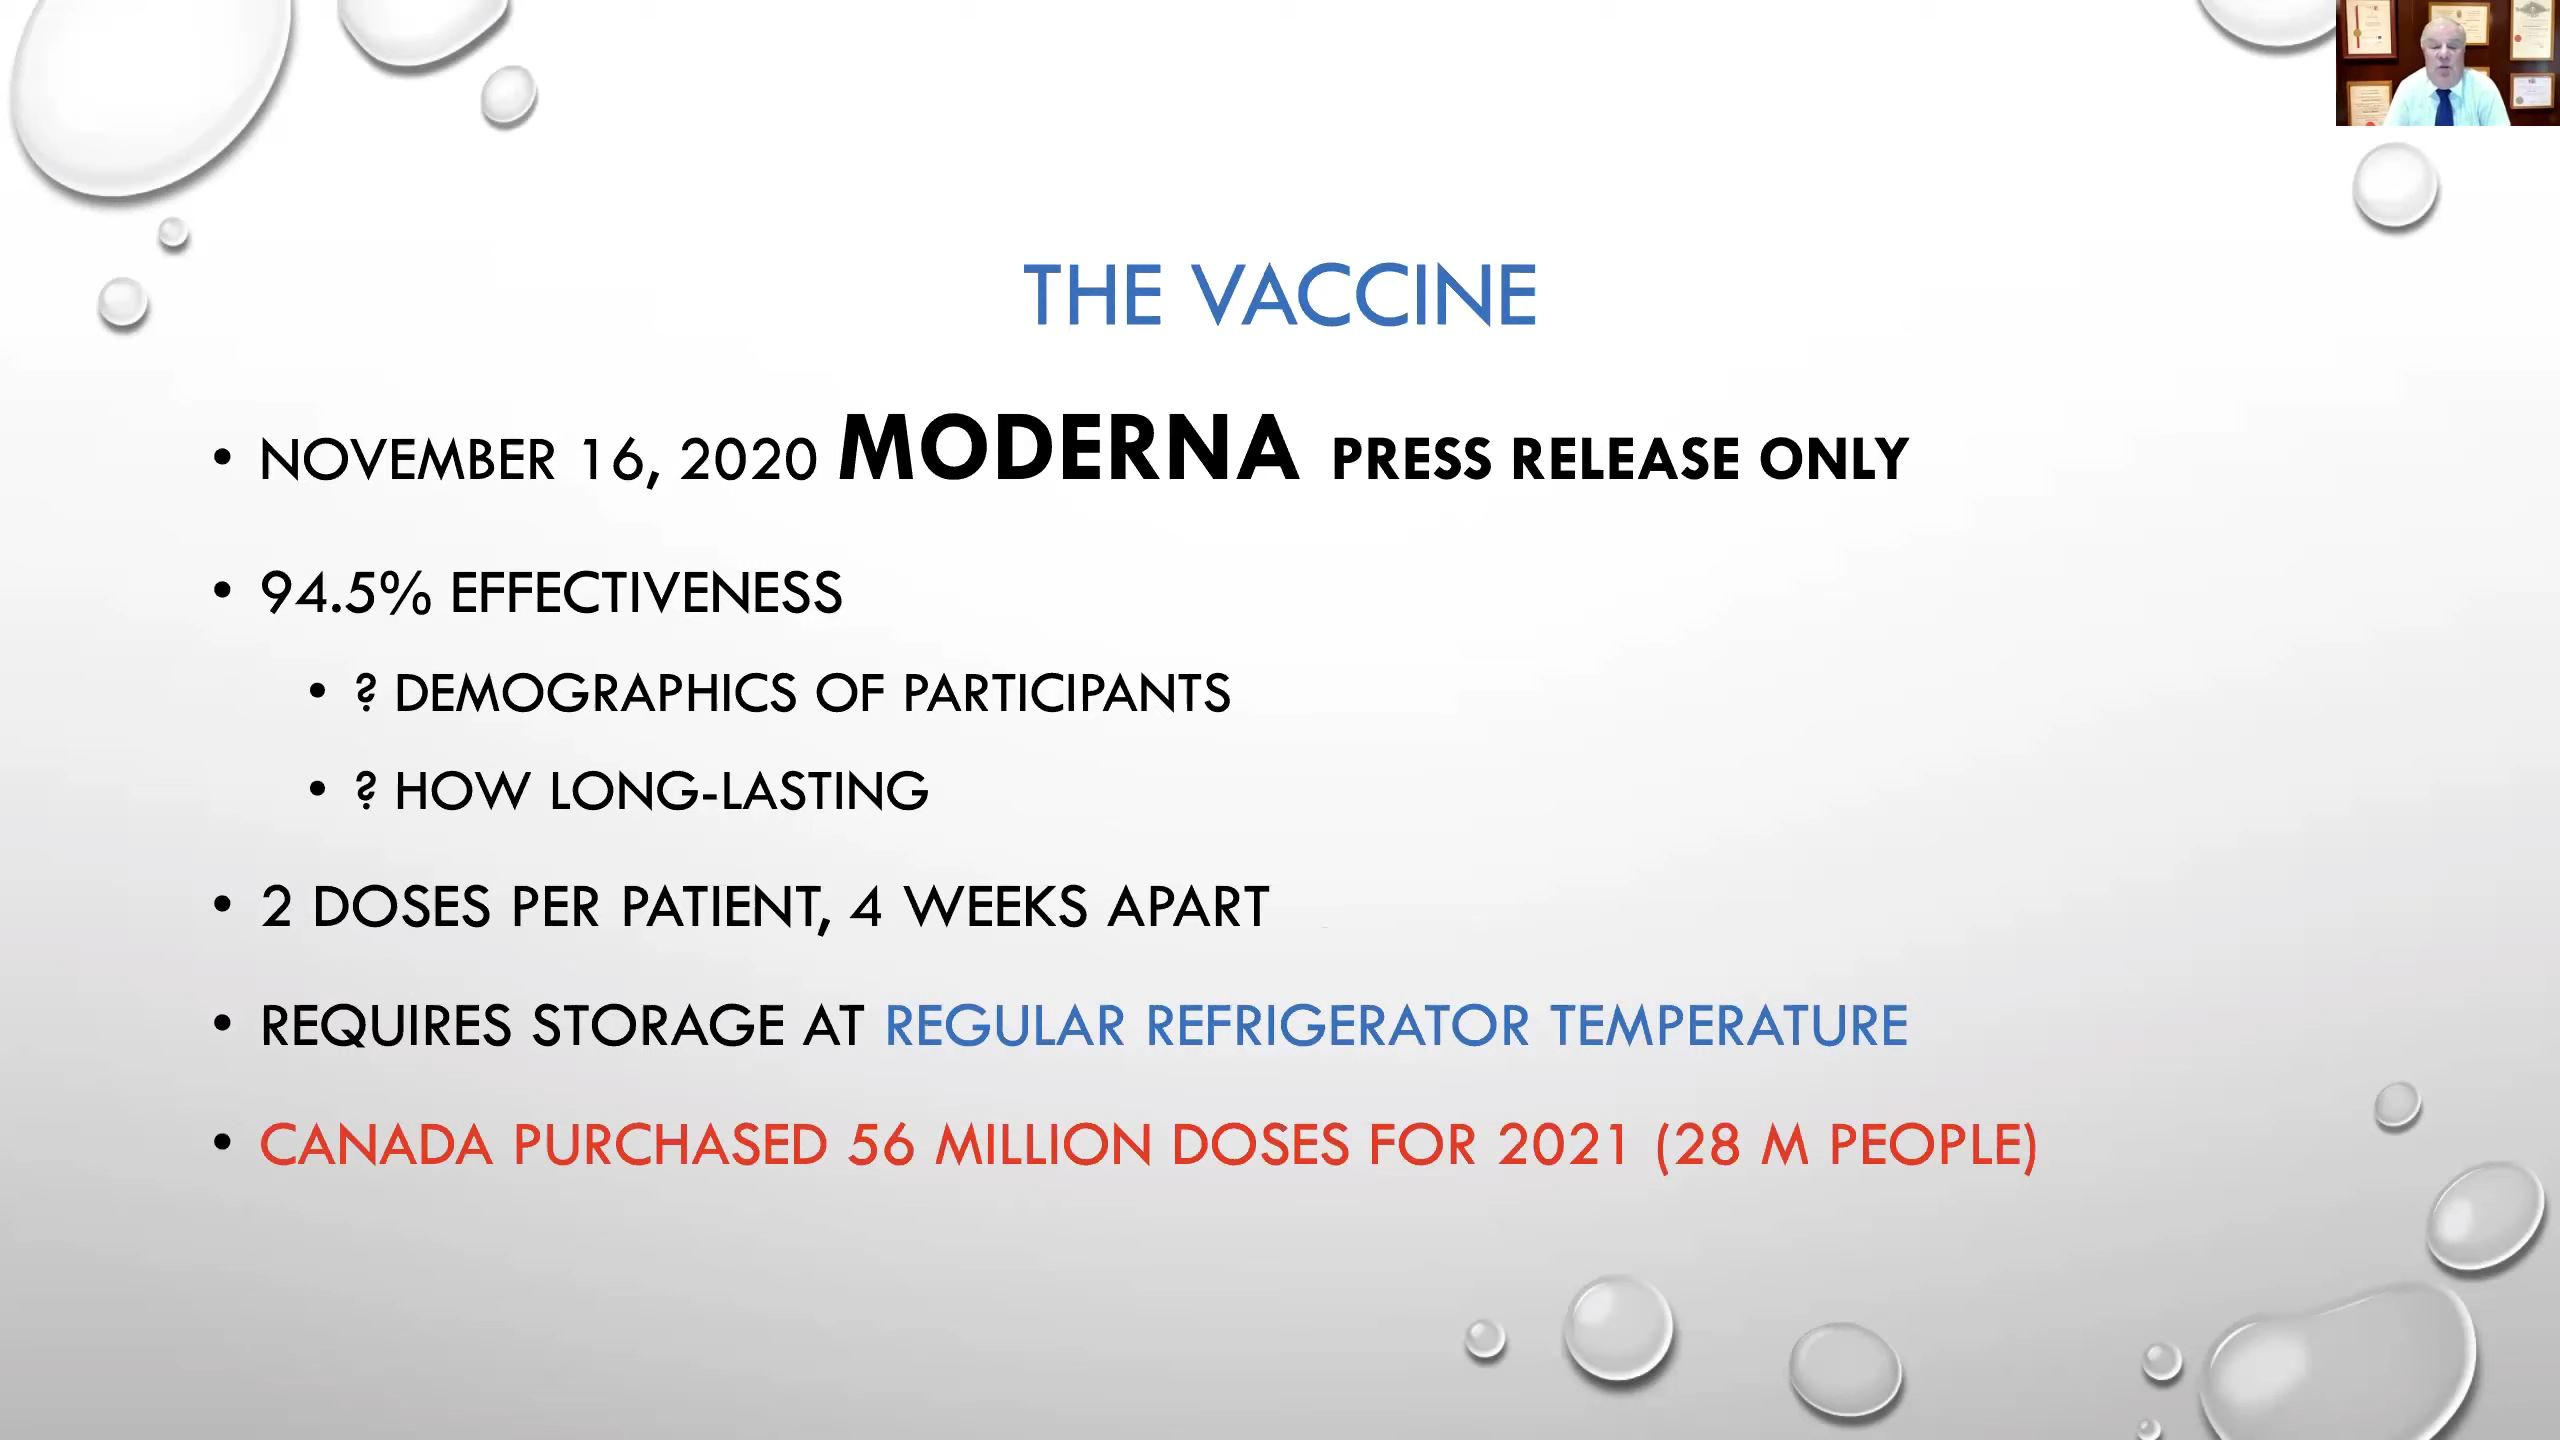 THE VACCINE
• NOVEMBER 16, 2020 MODERNA PRESS RELEASE ONLY
• 94.5% EFFECTIVENESS
• ? DEMOGRAPHICS OF PARTICIPANTS
• ? HOW LONG-LASTING
• 2 DOSES PER PATIENT, 4 WEEKS APART
• REQUIRES STORAGE AT REGULAR REFRIGERATOR TEMPERATURE
• CANADA PURCHASED 56 MILLION DOSES FOR 2021 (28 M PEOPLE)